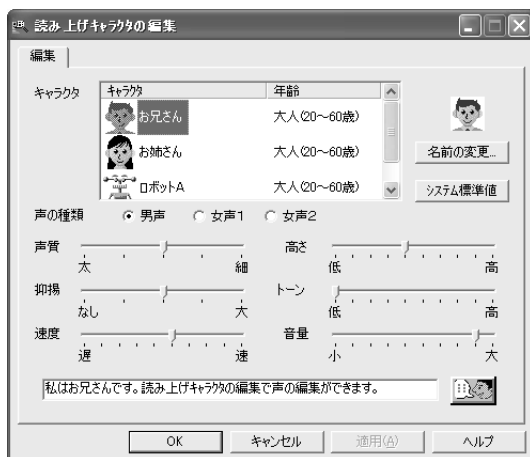 読み上げキャラクタの編集
編集
キャラクタ
キャラクタ 年齢
お兄さん 大人(20～60歳)
お姉さん 大人(20～60歳)
ロボットA 大人(20～60歳)
名前の変更...
システム標準値
声の種類 男声 女声1 女声2
声質 太 細
高さ 低 高
抑揚 なし 大
トーン 低 高
速度 遅 速
音量 小 大
私はお兄さんです。読み上げキャラクタの編集で声の編集ができます。
OK キャンセル 適用(A) ヘルプ